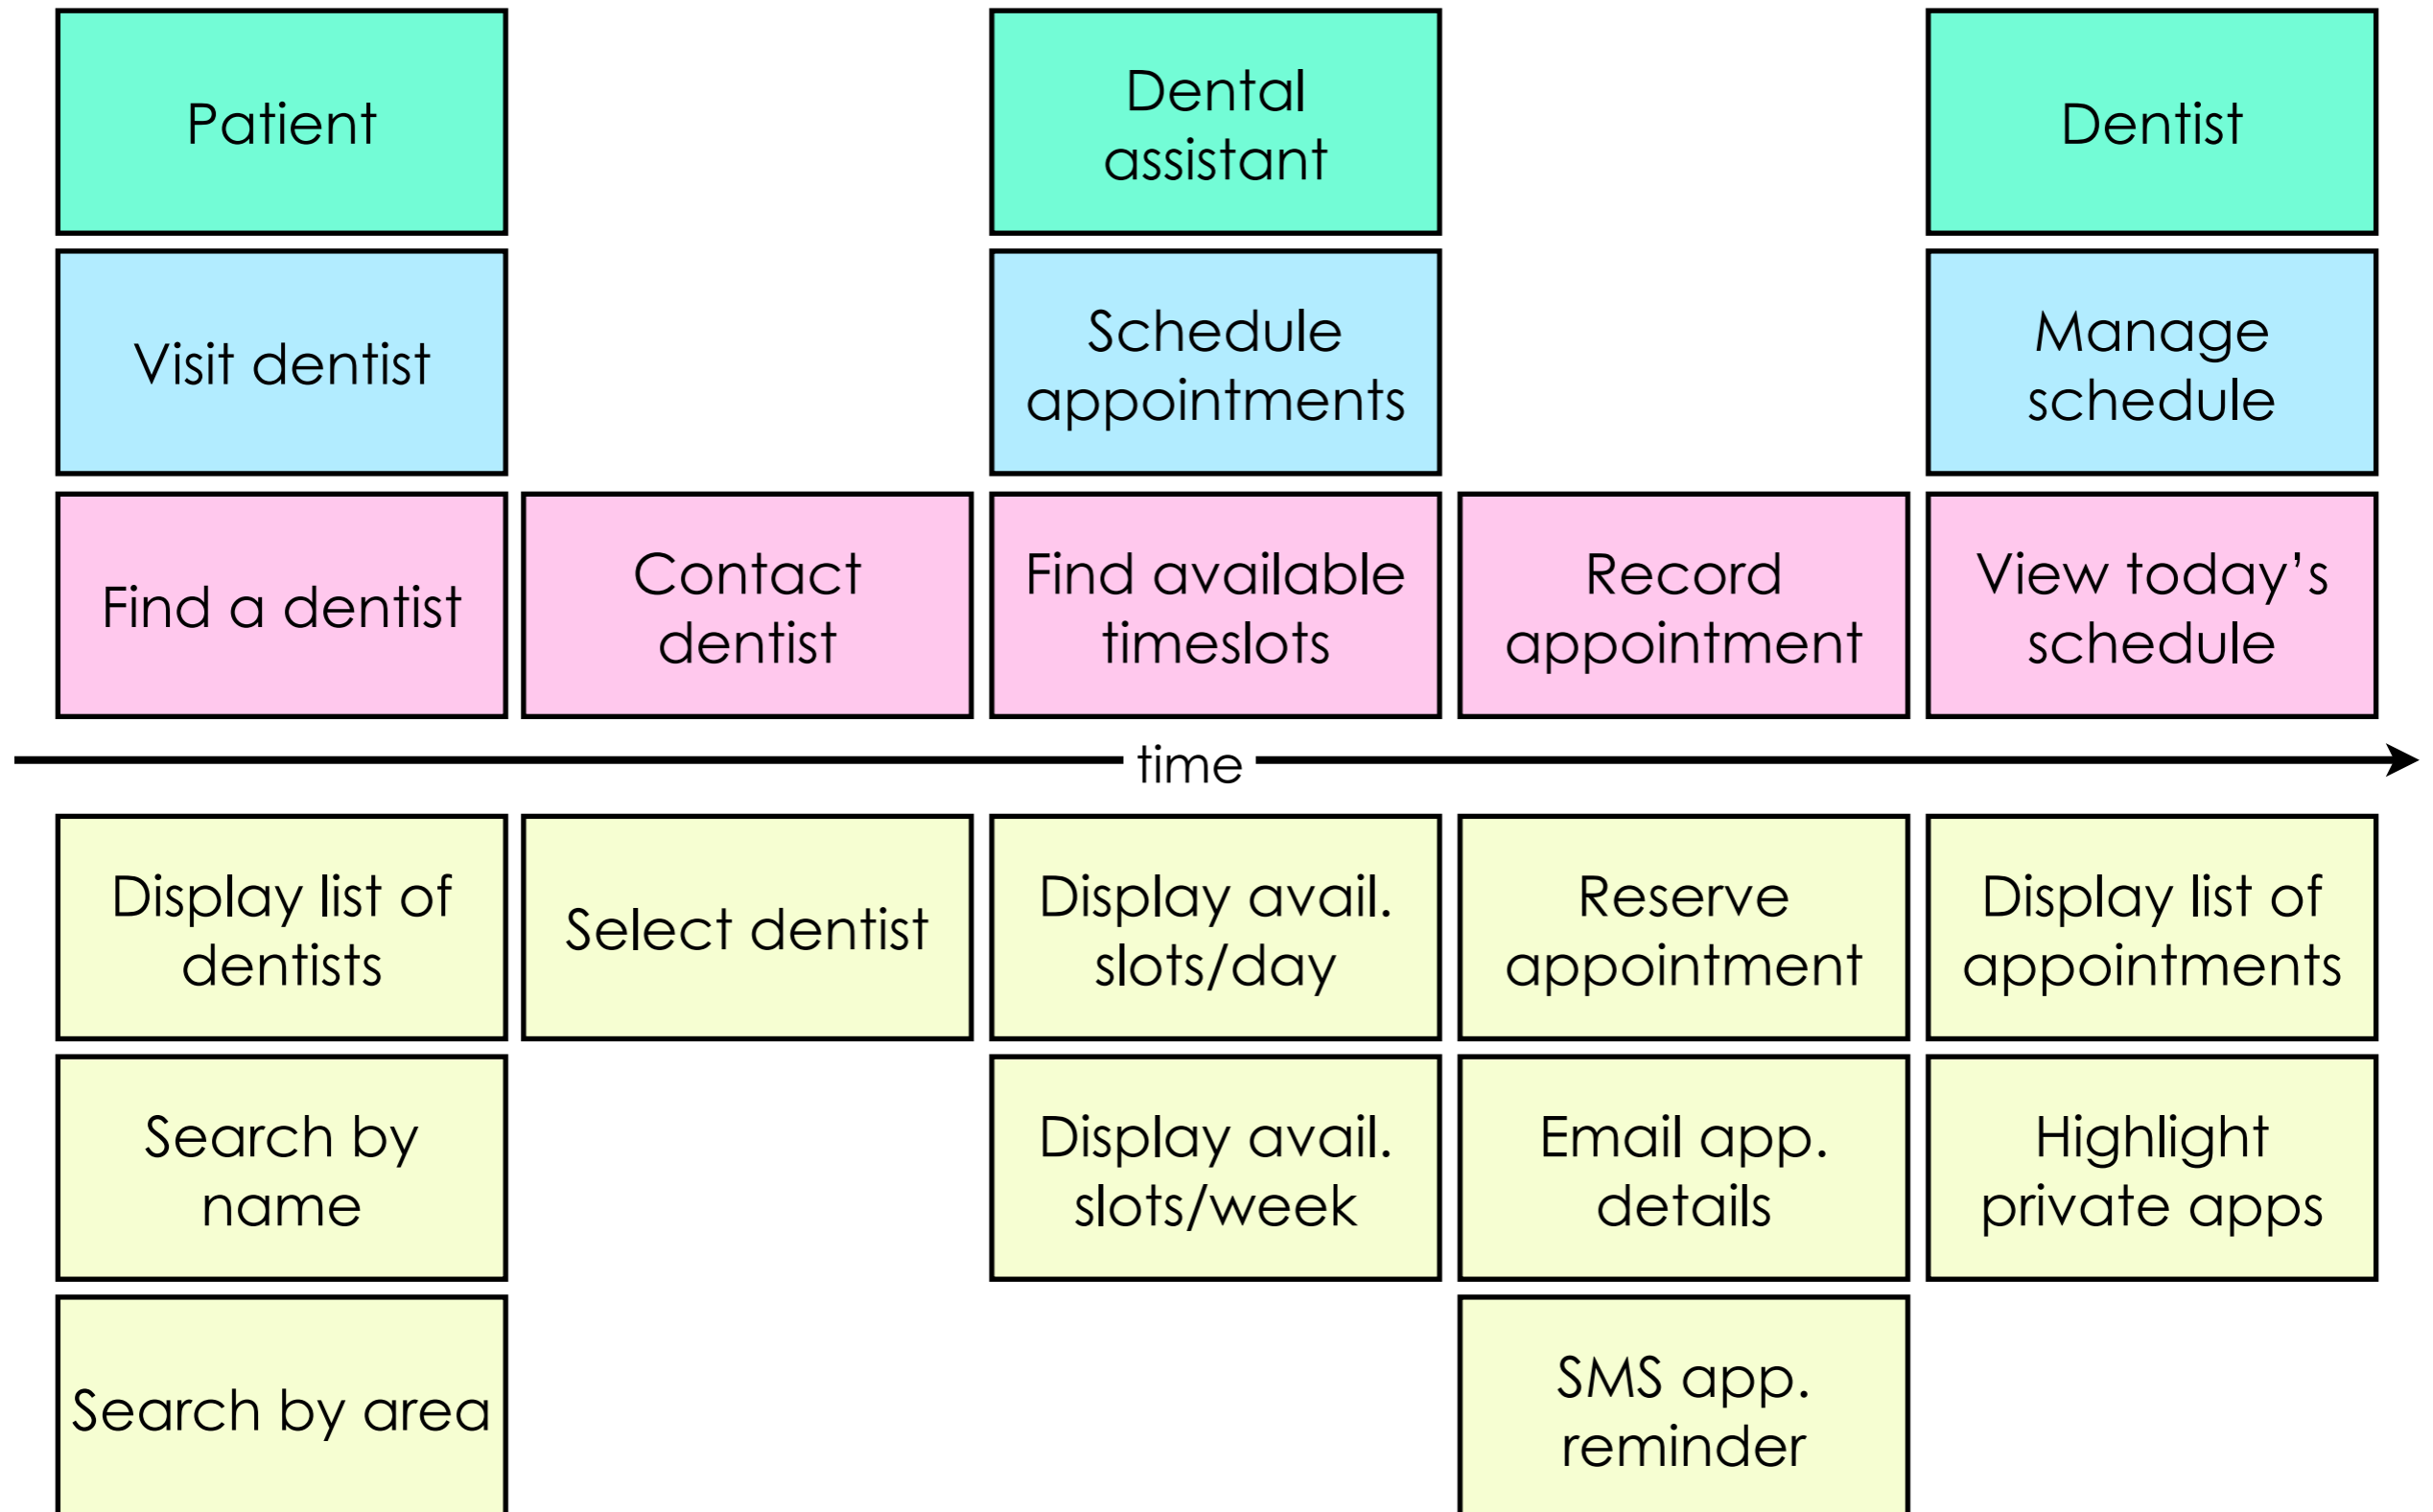 Patient
Dental
assistant
Dentist
Visit dentist
Schedule
appointments
Manage
schedule
Find a dentist
Contact
dentist
Find available
timeslots
Record
appointment
View today’s
schedule
time
Display list of
dentists
Select dentist
Display avail.
slots/day
Reserve
appointment
Display list of
appointments
Search by
name
Display avail.
slots/week
Email app.
details
Highlight
private apps
Search by area
SMS app.
reminder